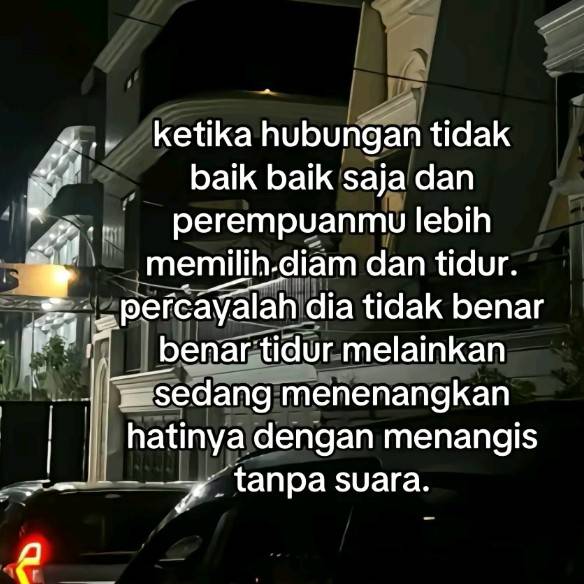 ketika hubungan tidak
baik baik saja dan
perempuanmu lebih
memilih diam dan tidur.
percayalah dia tidak benar
benar tidur melainkan
sedang menenangkan
hatinya dengan menangis
tanpa suara.